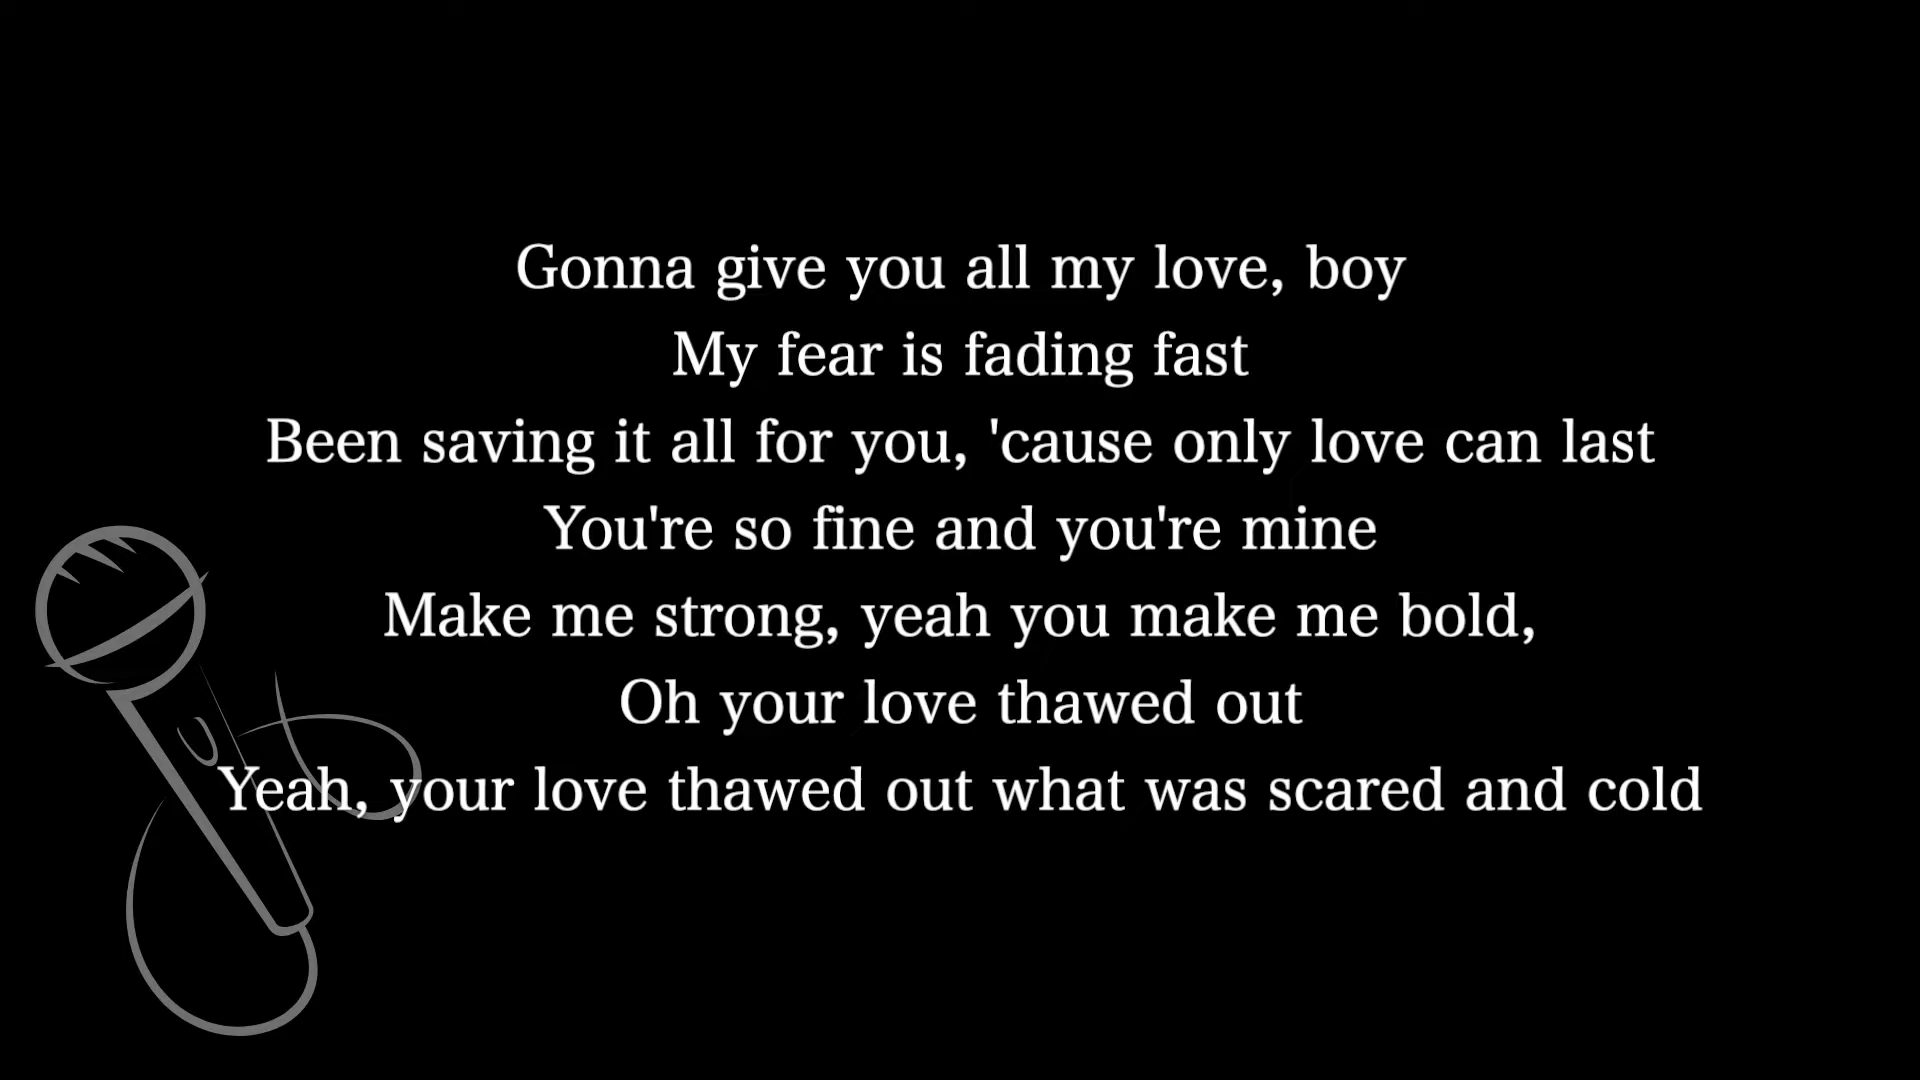 Gonna give you all my love, boy
My fear is fading fast
Been saving it all for you, 'cause only love can last
You're so fine and you're mine
Make me strong, yeah you make me bold,
Oh your love thawed out
Yeah, your love thawed out what was scared and cold